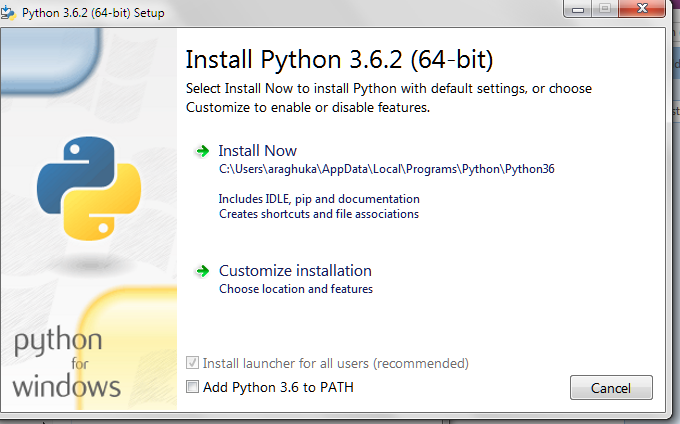 Python 3.6.2 (64-bit) Setup
Install Python 3.6.2 (64-bit)
Select Install Now to install Python with default settings, or choose
Customize to enable or disable features.
Install Now
C:\Users\araghuka\AppData\Local\Programs\Python\Python36
Includes IDLE, pip and documentation
Creates shortcuts and file associations
Customize installation
Choose location and features
python
for
windows
Install launcher for all users (recommended)
Add Python 3.6 to PATH
Cancel